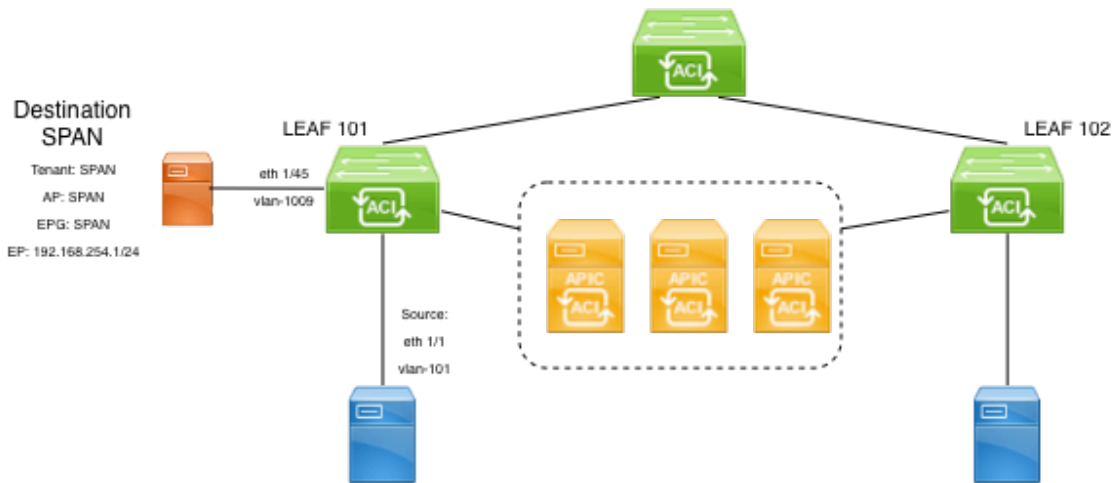 ACI
Destination
SPAN
Tenant: SPAN
AP: SPAN
EPG: SPAN
EP: 192.168.254.1/24
LEAF 101
eth 1/45
vlan-1009
ACI
LEAF 102
ACI
APIC
ACI
APIC
ACI
APIC
ACI
Source:
eth 1/1
vlan-101